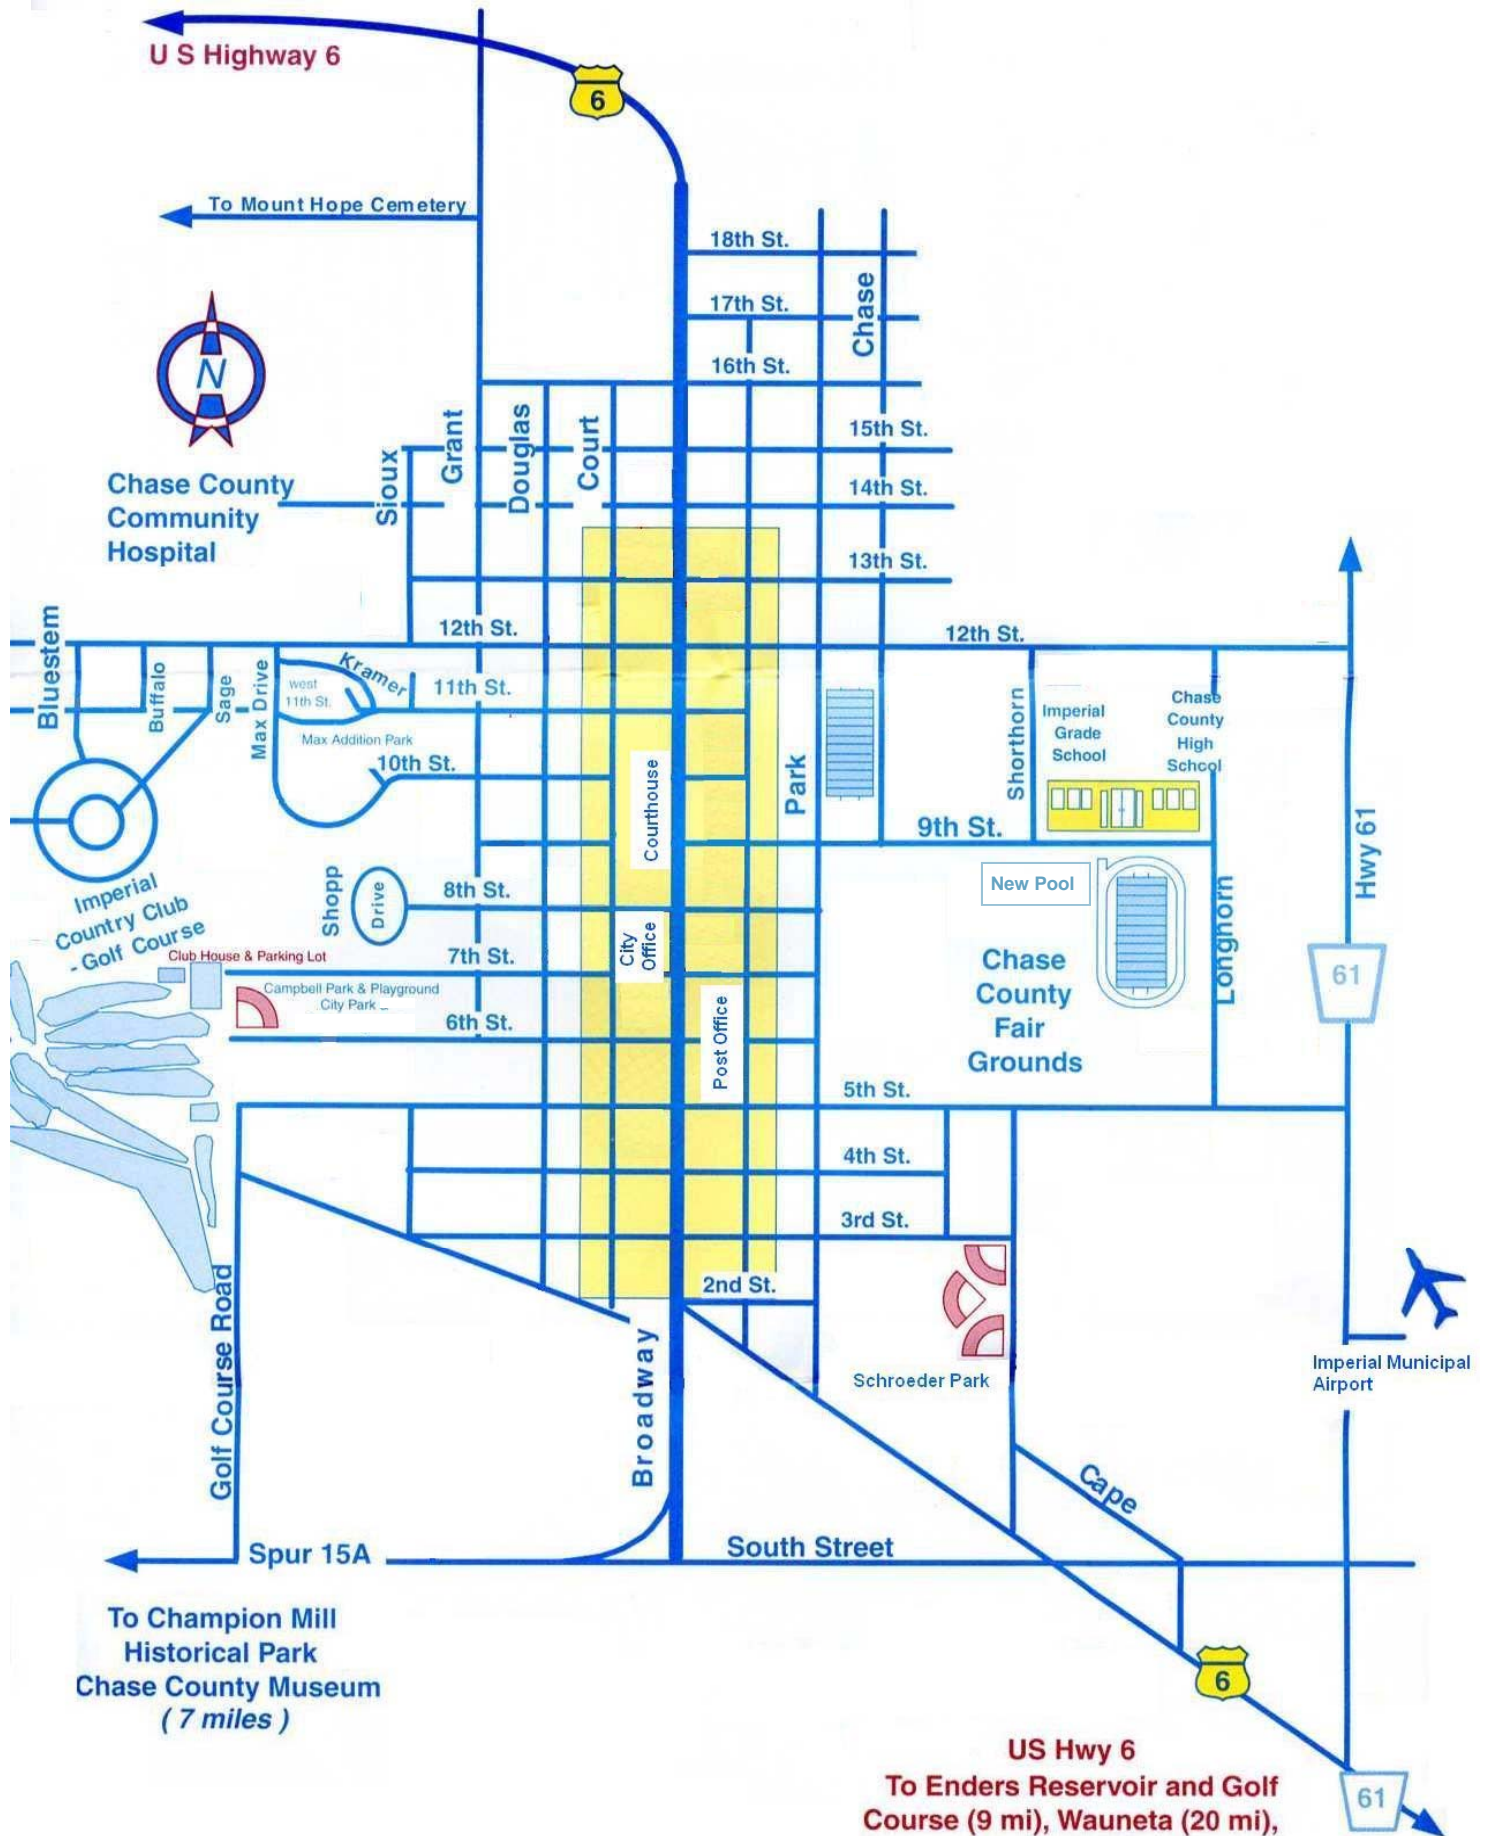 U S Highway 6
6
To Mount Hope Cemetery
18th St.
17th St.
Chase
16th St.
N
Grant
Douglas
Court
15th St.
Sioux
Chase County
Community
Hospital
14th St.
13th St.
Bluestem
12th St.
12th St.
Buffalo
Sage
Max Drive
Kramer
west
11th St.
11th St.
Max Addition Park
10th St.
Courthouse
Park
Shorthorn
Imperial
Grade
School
Chase
County
High
School
9th St.
Hwy 61
Imperial
Country Club
- Golf Course
Shopp
Drive
8th St.
New Pool
City
Office
7th St.
Club House & Parking Lot
Campbell Park & Playground
City Park _
6th St.
Post Office
Chase
County
Fair
Grounds
Longhorn
61
5th St.
4th St.
3rd St.
2nd St.
Golf Course Road
Broadway
Schroeder Park
Imperial Municipal
Airport
Cape
Spur 15A
South Street
To Champion Mill
Historical Park
Chase County Museum
( 7 miles )
6
US Hwy 6
To Enders Reservoir and Golf
Course (9 mi), Wauneta (20 mi),
61